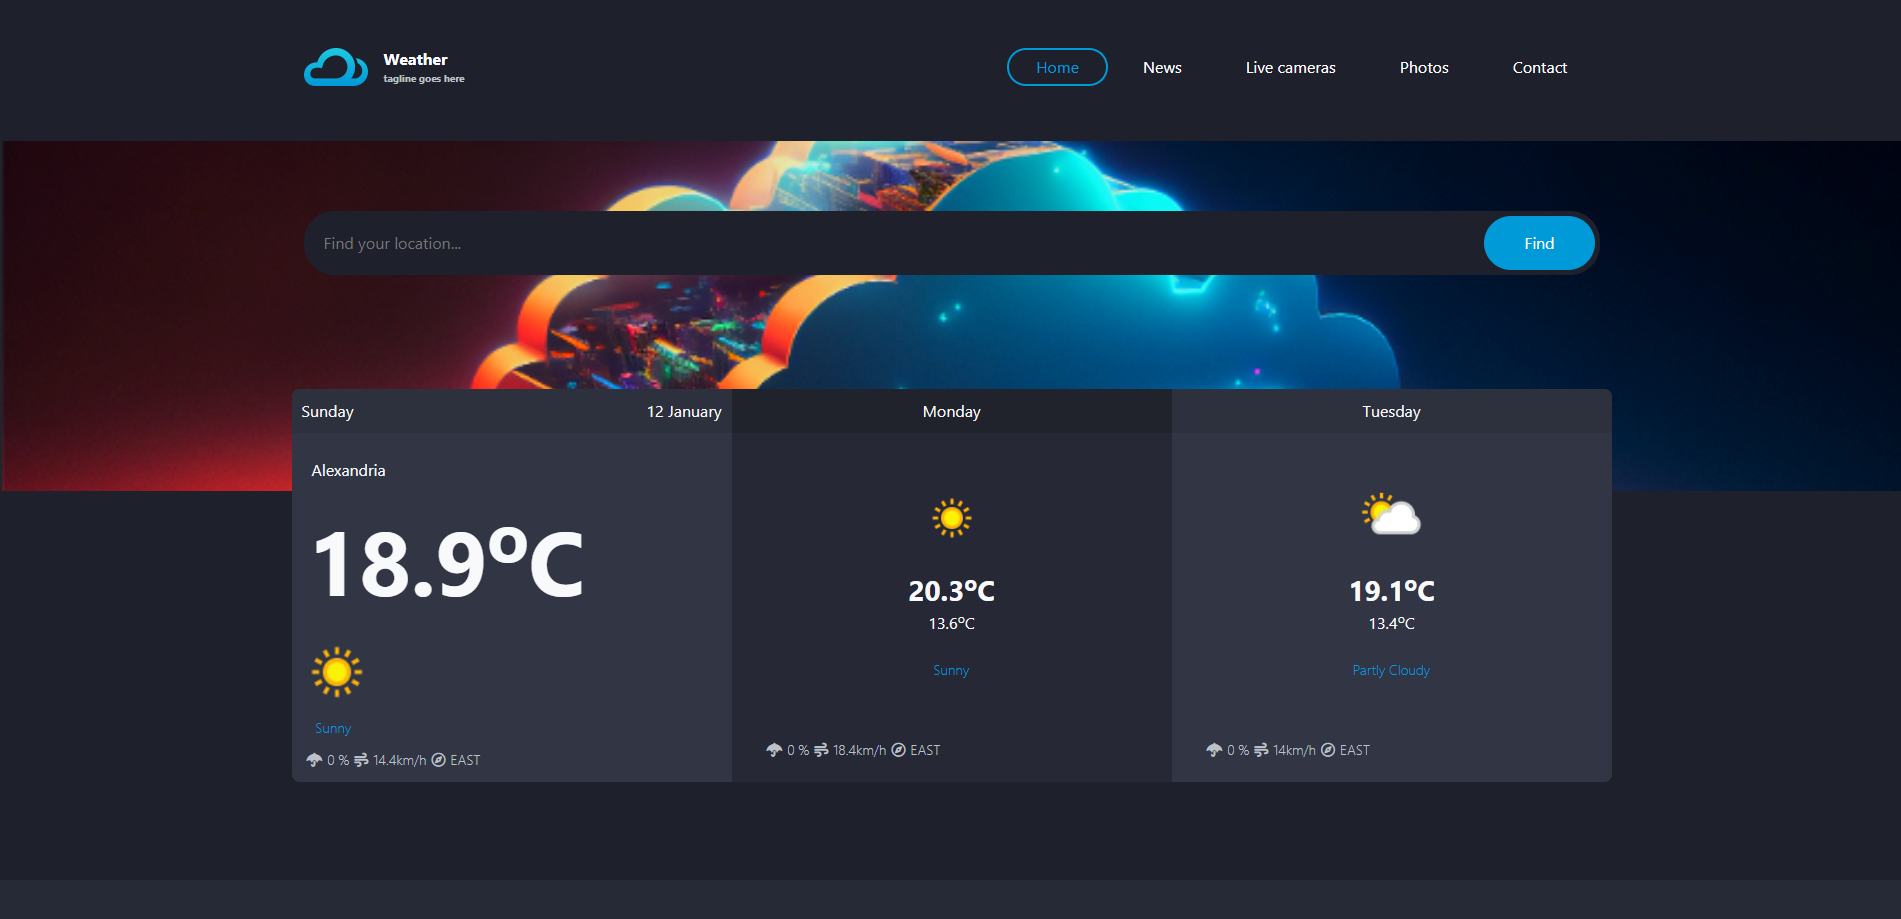 Weather
tagline goes here
Home News Live cameras Photos Contact
Find your location... Find
Sunday 12 January
Alexandria
18.9°C
Sunny
0 % 14.4km/h EAST
Monday
20.3°C
13.6°C
Sunny
0 % 18.4km/h EAST
Tuesday
19.1°C
13.4°C
Partly Cloudy
0 % 14km/h EAST